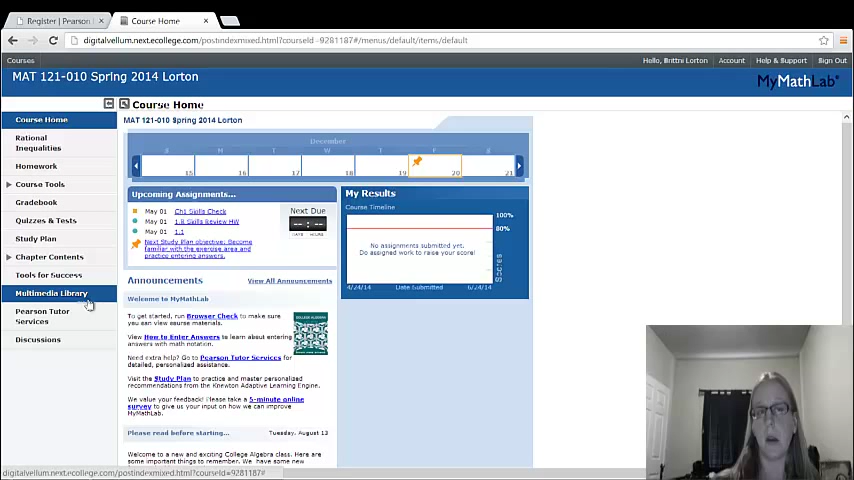 Register | Pearson
Course Home
digitalvellum.next.ecollege.com/postindexmixed.html?courseId=9281187#/menus/default/items/default
Courses
Hello, Brittni Lorton
Account
Help & Support
Sign Out
MAT 121-010 Spring 2014 Lorton
MyMathLab®
Course Home
Rational
Inequalities
Homework
Course Tools
Gradebook
Quizzes & Tests
Study Plan
Chapter Contents
Tools for Success
Multimedia Library
Pearson Tutor
Services
Discussions
Course Home
MAT 121-010 Spring 2014 Lorton
December
S M T W T F S
15 16 17 18 19 20 21
Upcoming Assignments...
May 01 Ch1 Skills Check
May 01 1.R Skills Review HW
May 01 1.1
Next Study Plan objective: Become
familiar with the exercise area and
practice entering answers.
Next Due
-- : --
DAYS HOURS
My Results
Course Timeline
100%
80%
Scores
No assignments submitted yet.
Do assigned work to raise your score!
4/24/14 Date Submitted 6/24/14
Announcements
View All Announcements
Welcome to MyMathLab
To get started, run Browser Check to make sure
you can view course materials.
View How to Enter Answers to learn about entering
answers with math notation.
Need extra help? Go to Pearson Tutor Services for
detailed, personalized assistance.
Visit the Study Plan to practice and master personalized
recommendations from the Knewton Adaptive Learning Engine.
We value your feedback! Please take a 5-minute online
survey to give us your input on how we can improve
MyMathLab.
COLLEGE ALGEBRA
Please read before starting...
Tuesday, August 13
Welcome to a new and exciting College Algebra class. Here are
some important things to remember. We have some new
digitalvellum.next.ecollege.com/postindexmixed.html?courseId=9281187#